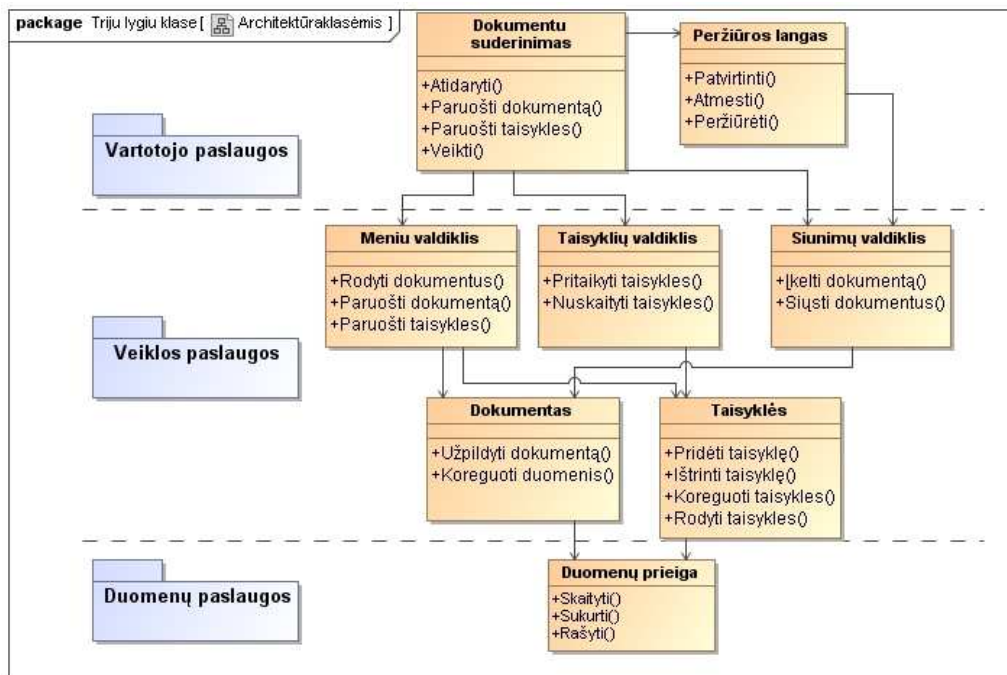 package Triju lygiu klase [ Architektūraklasėmis ]
Dokumentu
suderinimas
+Atidaryti()
+Paruošti dokumentą()
+Paruošti taisykles()
+Veikti()
Peržiūros langas
+Patvirtinti()
+Atmesti()
+Peržiūrėti()
Vartotojo paslaugos
Meniu valdiklis
+Rodyti dokumentus()
+Paruošti dokumentą()
+Paruošti taisykles()
Taisyklių valdiklis
+Pritaikyti taisykles()
+Nuskaityti taisykles()
Siunimų valdiklis
+Įkelti dokumentą()
+Siųsti dokumentus()
Veiklos paslaugos
Dokumentas
+Užpildyti dokumentą()
+Koreguoti duomenis()
Taisyklės
+Pridėti taisyklę()
+Ištrinti taisyklę()
+Koreguoti taisykles()
+Rodyti taisykles()
Duomenų paslaugos
Duomenų prieiga
+Skaityti()
+Sukurti()
+Rašyti()